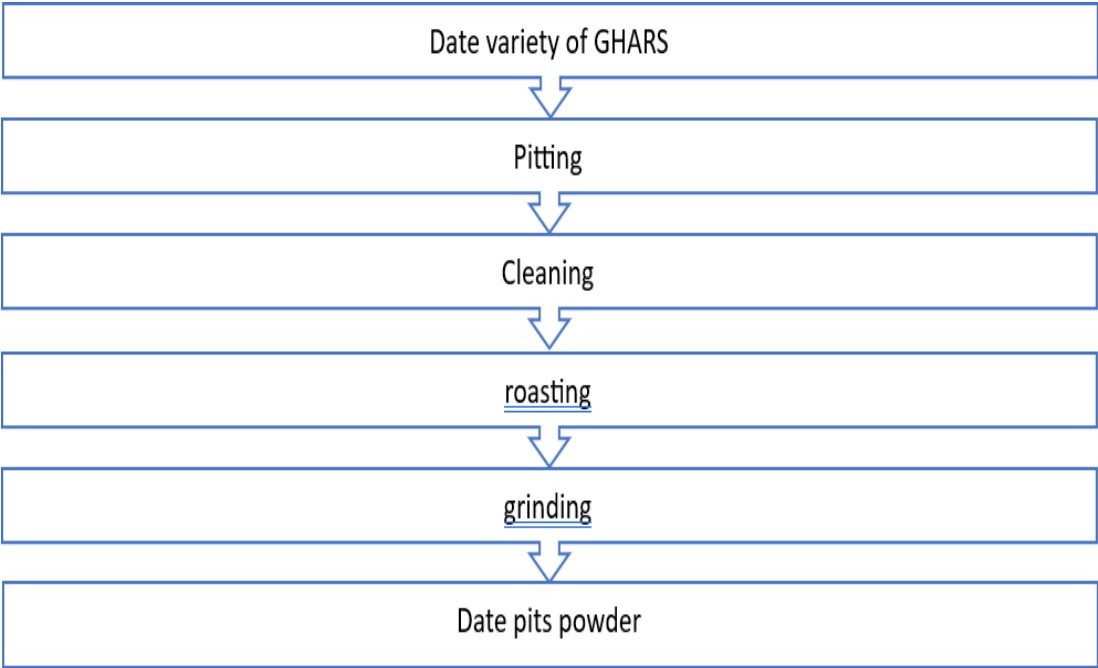 Date variety of GHARS
Pitting
Cleaning
roasting
grinding
Date pits powder